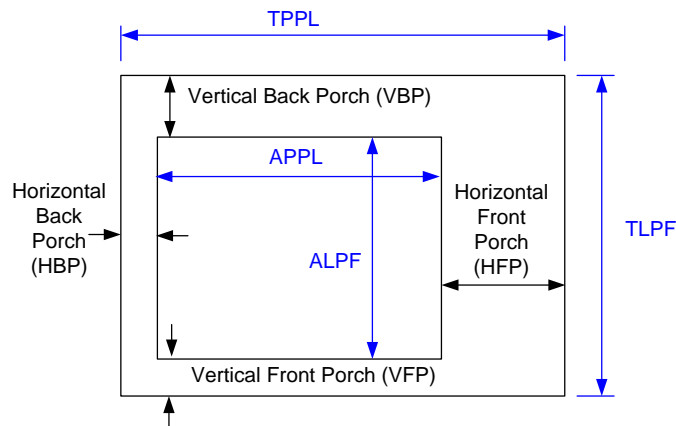 TPPL
Vertical Back Porch (VBP)
APPL
Horizontal
Back
Porch
(HBP)
Horizontal
Front
Porch
(HFP)
TLPF
ALPF
Vertical Front Porch (VFP)